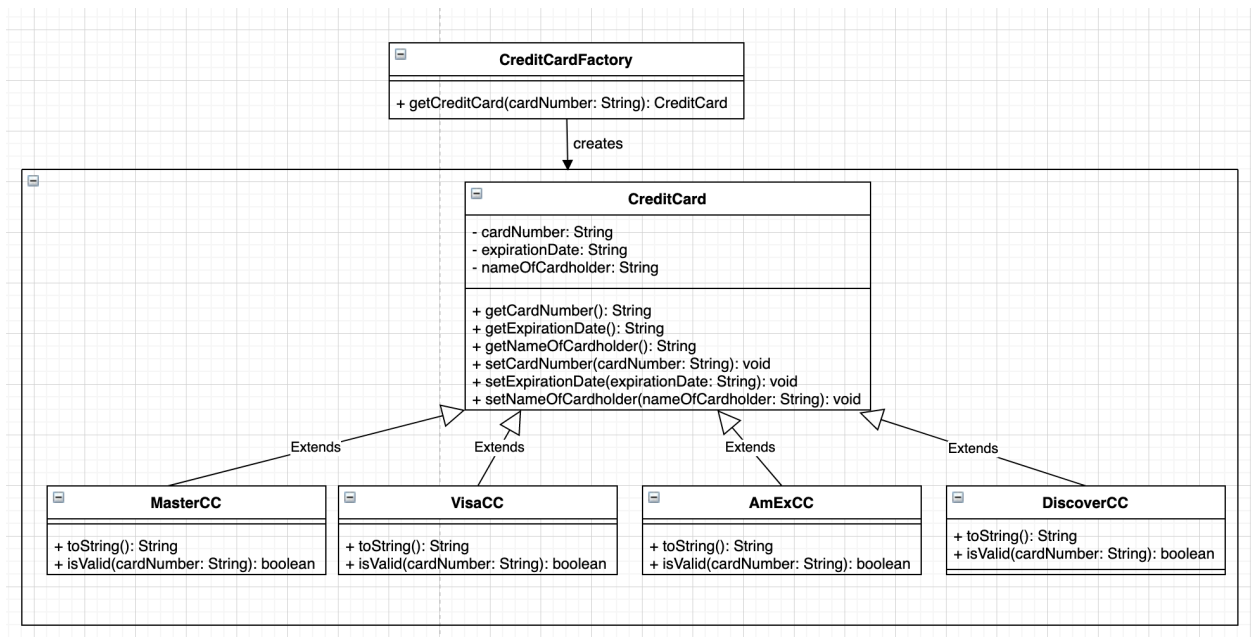 CreditCardFactory
+ getCreditCard(cardNumber: String): CreditCard
creates
CreditCard
- cardNumber: String
- expirationDate: String
- nameOfCardholder: String
+ getCardNumber(): String
+ getExpirationDate(): String
+ getNameOfCardholder(): String
+ setCardNumber(cardNumber: String): void
+ setExpirationDate(expirationDate: String): void
+ setNameOfCardholder(nameOfCardholder: String): void
Extends
Extends
Extends
Extends
MasterCC
+ toString(): String
+ isValid(cardNumber: String): boolean
VisaCC
+ toString(): String
+ isValid(cardNumber: String): boolean
AmExCC
+ toString(): String
+ isValid(cardNumber: String): boolean
DiscoverCC
+ toString(): String
+ isValid(cardNumber: String): boolean